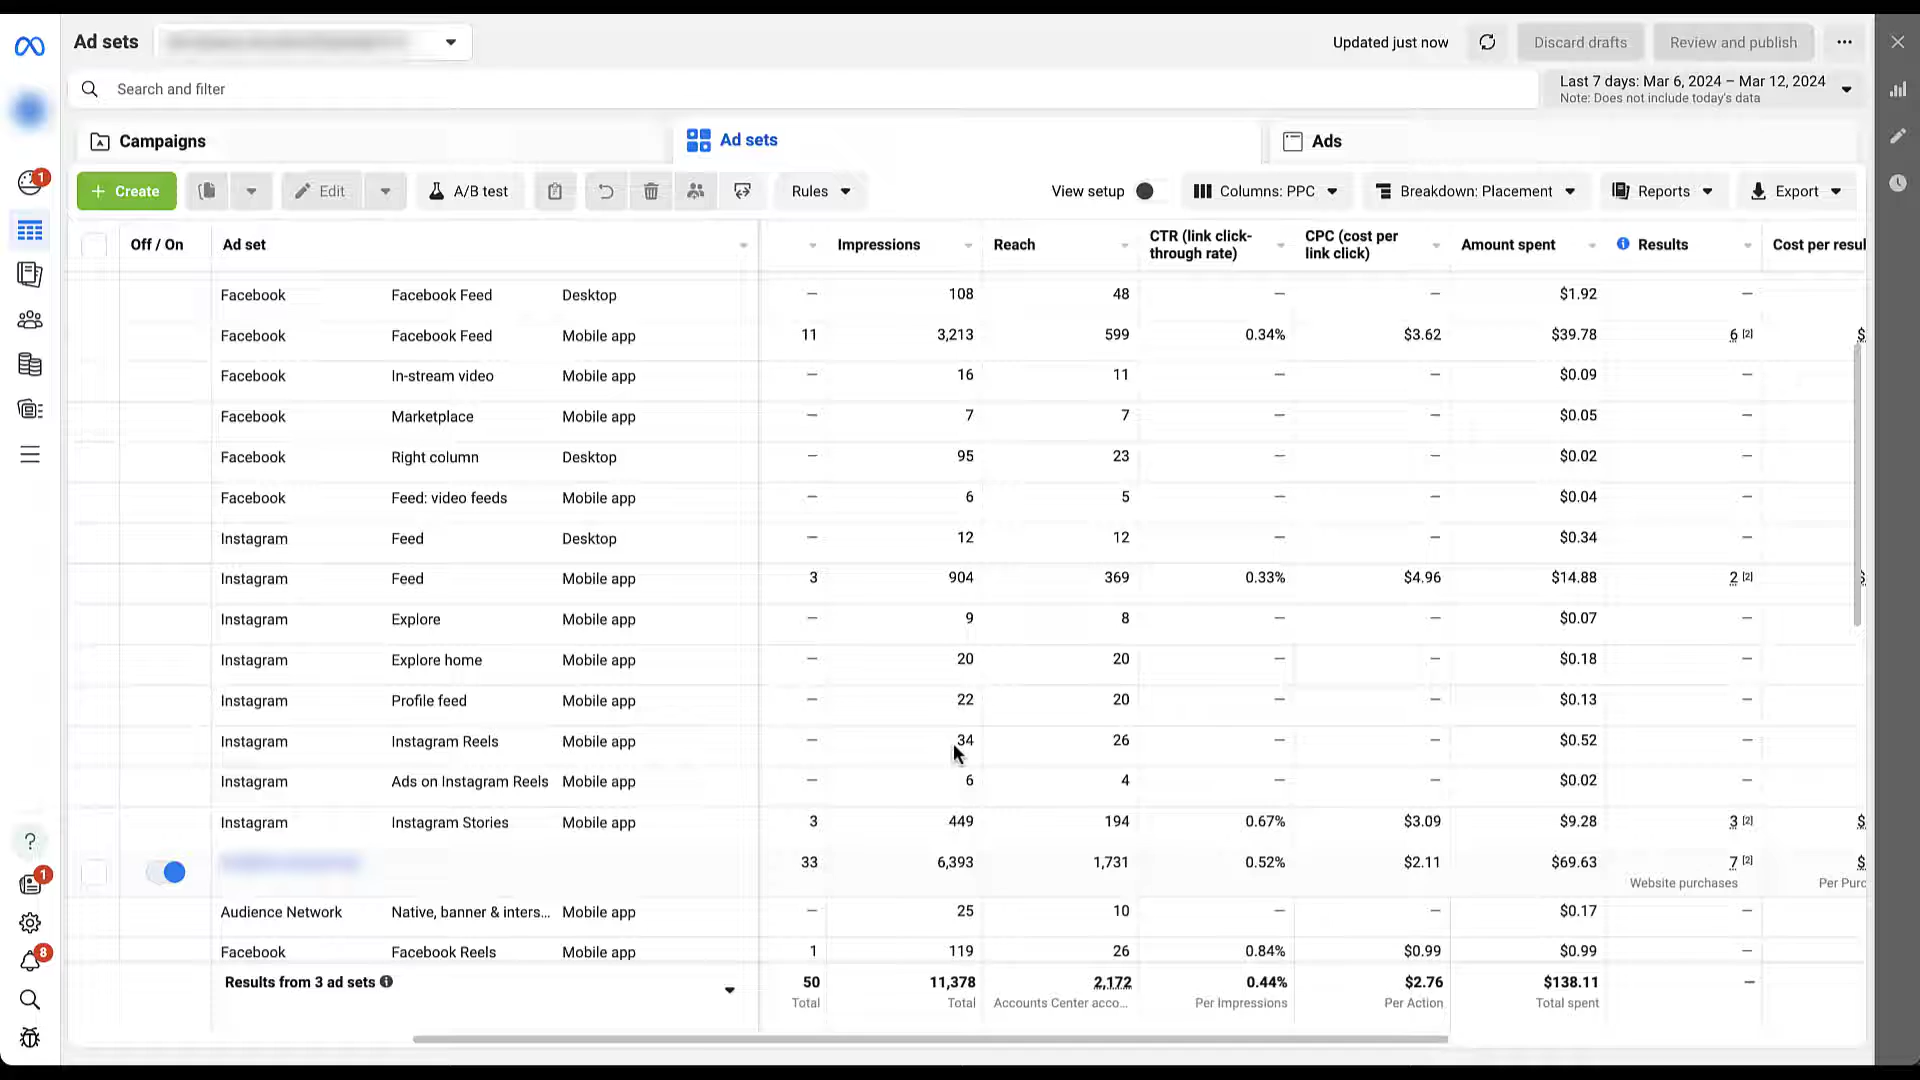 Ad sets
Updated just now
Discard drafts
Review and publish
Search and filter
Last 7 days: Mar 6, 2024 – Mar 12, 2024
Note: Does not include today's data
Campaigns
Ad sets
Ads
+ Create
Edit
A/B test
Rules
View setup
Columns: PPC
Breakdown: Placement
Reports
Export
Off / On Ad set Impressions Reach CTR (link click-through rate) CPC (cost per link click) Amount spent Results Cost per resul
Facebook Facebook Feed Desktop — 108 48 — — $1.92 —
Facebook Facebook Feed Mobile app 11 3,213 599 0.34% $3.62 $39.78 6 [2] $
Facebook In-stream video Mobile app — 16 11 — — $0.09 —
Facebook Marketplace Mobile app — 7 7 — — $0.05 —
Facebook Right column Desktop — 95 23 — — $0.02 —
Facebook Feed: video feeds Mobile app — 6 5 — — $0.04 —
Instagram Feed Desktop — 12 12 — — $0.34 —
Instagram Feed Mobile app 3 904 369 0.33% $4.96 $14.88 2 [2] $
Instagram Explore Mobile app — 9 8 — — $0.07 —
Instagram Explore home Mobile app — 20 20 — — $0.18 —
Instagram Profile feed Mobile app — 22 20 — — $0.13 —
Instagram Instagram Reels Mobile app — 34 26 — — $0.52 —
Instagram Ads on Instagram Reels Mobile app — 6 4 — — $0.02 —
Instagram Instagram Stories Mobile app 3 449 194 0.67% $3.09 $9.28 3 [2] $
33 6,393 1,731 0.52% $2.11 $69.63 7 [2] $
Website purchases Per Purc
Audience Network Native, banner & inters... Mobile app — 25 10 — — $0.17 —
Facebook Facebook Reels Mobile app 1 119 26 0.84% $0.99 $0.99 —
Results from 3 ad sets 50 11,378 2,172 0.44% $2.76 $138.11 —
Total Total Accounts Center acco... Per Impressions Per Action Total spent
1
?
1
8